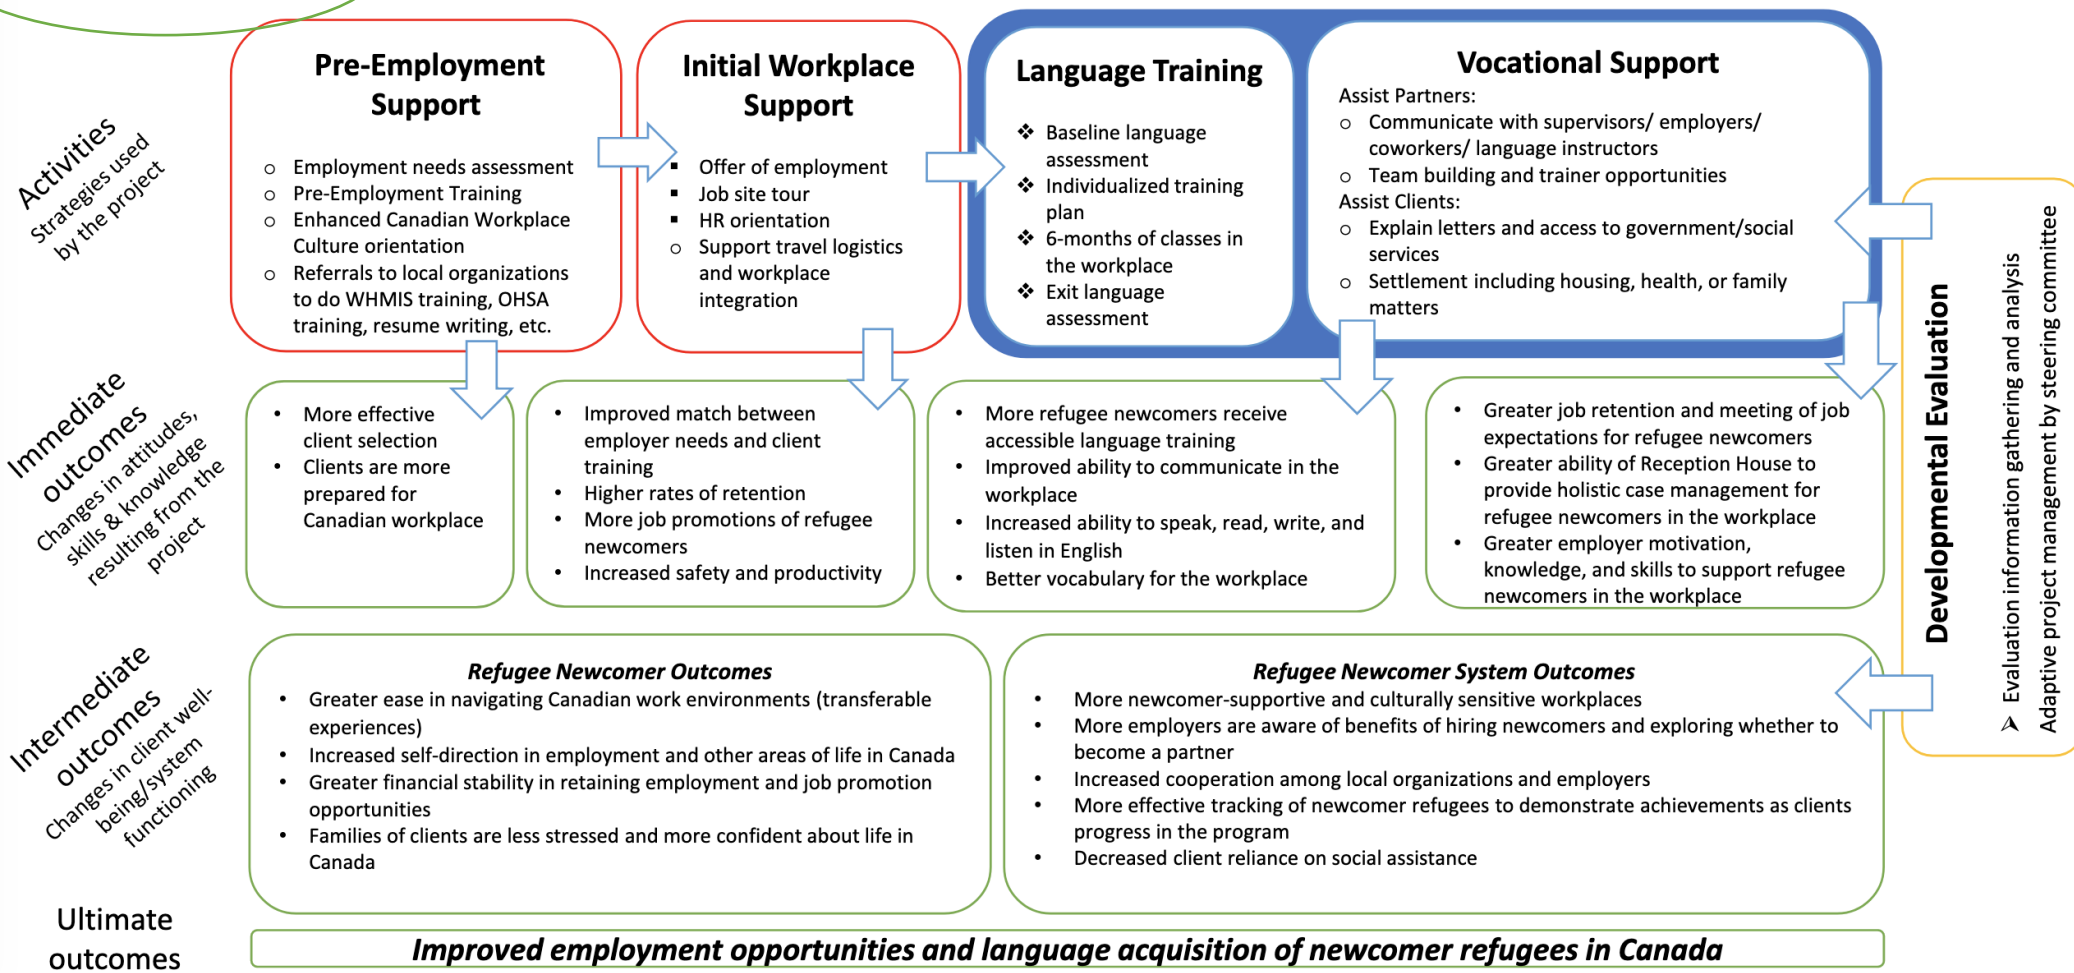 Activities
Strategies used
by the project
Pre-Employment
Support
o Employment needs assessment
o Pre-Employment Training
o Enhanced Canadian Workplace
Culture orientation
o Referrals to local organizations
to do WHMIS training, OHSA
training, resume writing, etc.
Initial Workplace
Support
▪ Offer of employment
▪ Job site tour
▪ HR orientation
o Support travel logistics
and workplace
integration
Language Training
❖ Baseline language
assessment
❖ Individualized training
plan
❖ 6-months of classes in
the workplace
❖ Exit language
assessment
Vocational Support
Assist Partners:
o Communicate with supervisors/ employers/
coworkers/ language instructors
o Team building and trainer opportunities
Assist Clients:
o Explain letters and access to government/social
services
o Settlement including housing, health, or family
matters
Immediate
outcomes
Changes in attitudes,
skills & knowledge
resulting from the
project
• More effective
client selection
• Clients are more
prepared for
Canadian workplace
• Improved match between
employer needs and client
training
• Higher rates of retention
• More job promotions of refugee
newcomers
• Increased safety and productivity
• More refugee newcomers receive
accessible language training
• Improved ability to communicate in the
workplace
• Increased ability to speak, read, write, and
listen in English
• Better vocabulary for the workplace
• Greater job retention and meeting of job
expectations for refugee newcomers
• Greater ability of Reception House to
provide holistic case management for
refugee newcomers in the workplace
• Greater employer motivation,
knowledge, and skills to support refugee
newcomers in the workplace
Intermediate
outcomes
Changes in client well-
being/system
functioning
Refugee Newcomer Outcomes
• Greater ease in navigating Canadian work environments (transferable
experiences)
• Increased self-direction in employment and other areas of life in Canada
• Greater financial stability in retaining employment and job promotion
opportunities
• Families of clients are less stressed and more confident about life in
Canada
Refugee Newcomer System Outcomes
• More newcomer-supportive and culturally sensitive workplaces
• More employers are aware of benefits of hiring newcomers and exploring whether to
become a partner
• Increased cooperation among local organizations and employers
• More effective tracking of newcomer refugees to demonstrate achievements as clients
progress in the program
• Decreased client reliance on social assistance
Developmental Evaluation
➢ Evaluation information gathering and analysis
Adaptive project management by steering committee
Ultimate
outcomes
Improved employment opportunities and language acquisition of newcomer refugees in Canada